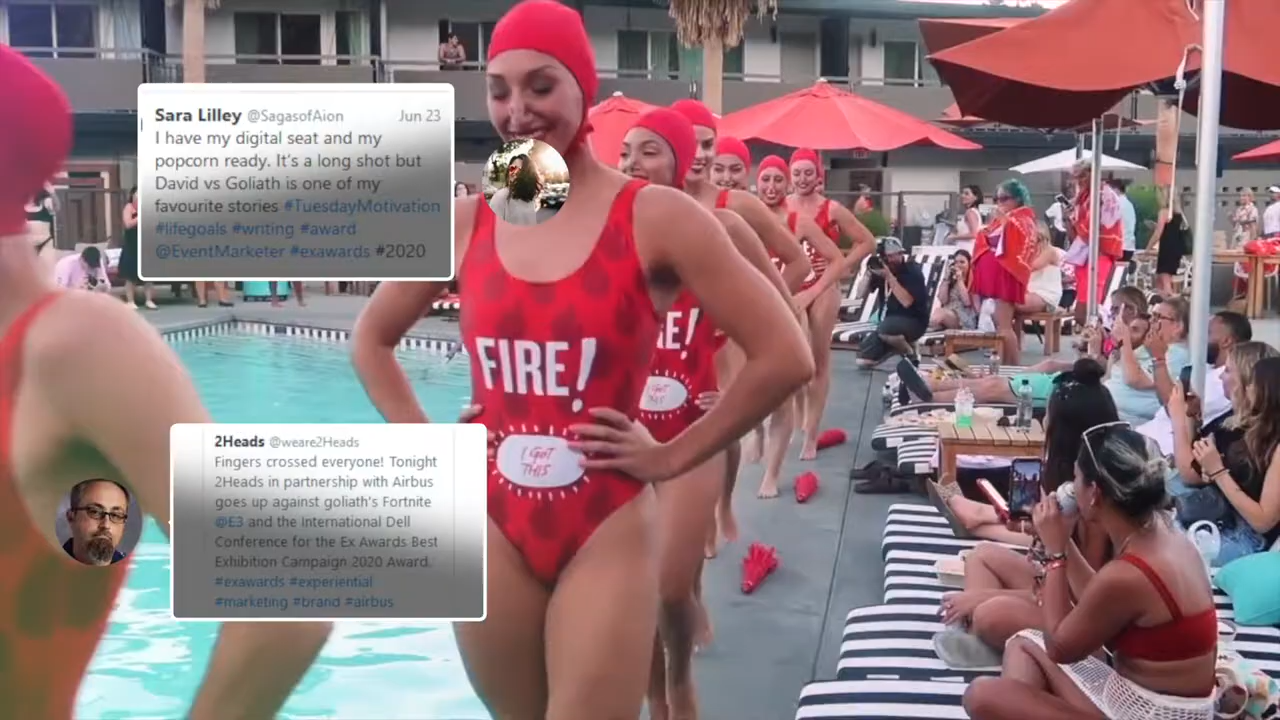 Sara Lilley @SagasofAion Jun 23
I have my digital seat and my
popcorn ready. It's a long shot but
David vs Goliath is one of my
favourite stories #TuesdayMotivation
#lifegoals #writing #award
@EventMarketer #exawards #2020
FIRE!
RE!
I GOT
THIS
I GOT
THIS
2Heads @weare2Heads
Fingers crossed everyone! Tonight
2Heads in partnership with Airbus
goes up against goliath's Fortnite
@E3 and the International Dell
Conference for the Ex Awards Best
Exhibition Campaign 2020 Award.
#exawards #experiential
#marketing #brand #airbus